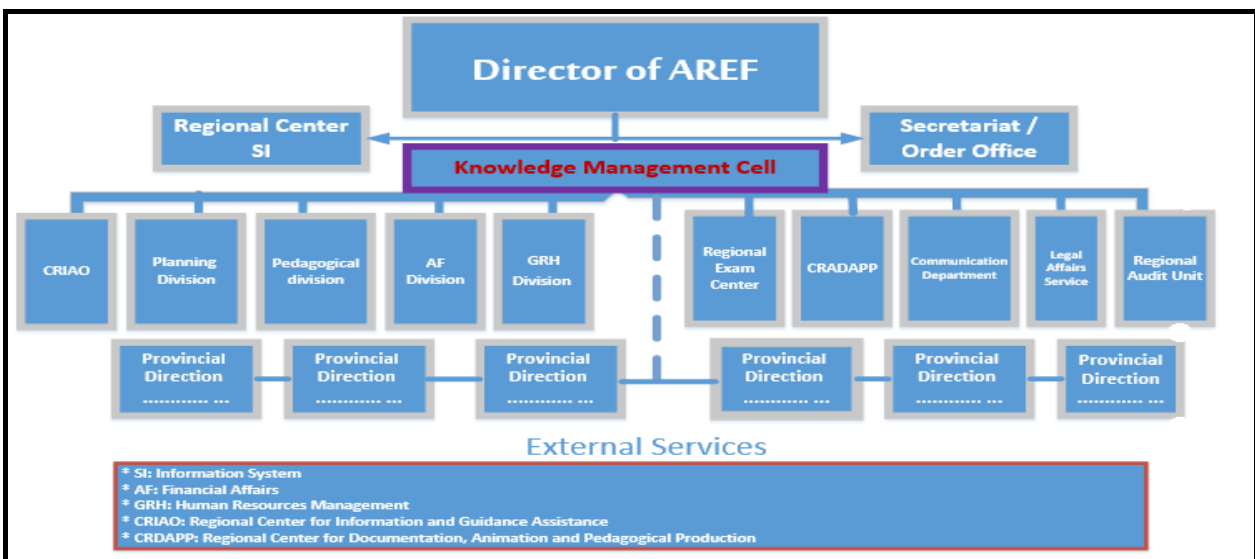 Director of AREF
Regional Center
SI
Secretariat /
Order Office
Knowledge Management Cell
CRIAO
Planning
Division
Pedagogical
division
AF
Division
GRH
Division
Regional
Exam
Center
CRADAPP
Communication
Department
Legal
Affairs
Service
Regional
Audit Unit
Provincial
Direction
............ ...
Provincial
Direction
............ ...
Provincial
Direction
............ ...
Provincial
Direction
............ ...
Provincial
Direction
............ ...
Provincial
Direction
............ ...
External Services
* SI: Information System
* AF: Financial Affairs
* GRH: Human Resources Management
* CRIAO: Regional Center for Information and Guidance Assistance
* CRDAPP: Regional Center for Documentation, Animation and Pedagogical Production